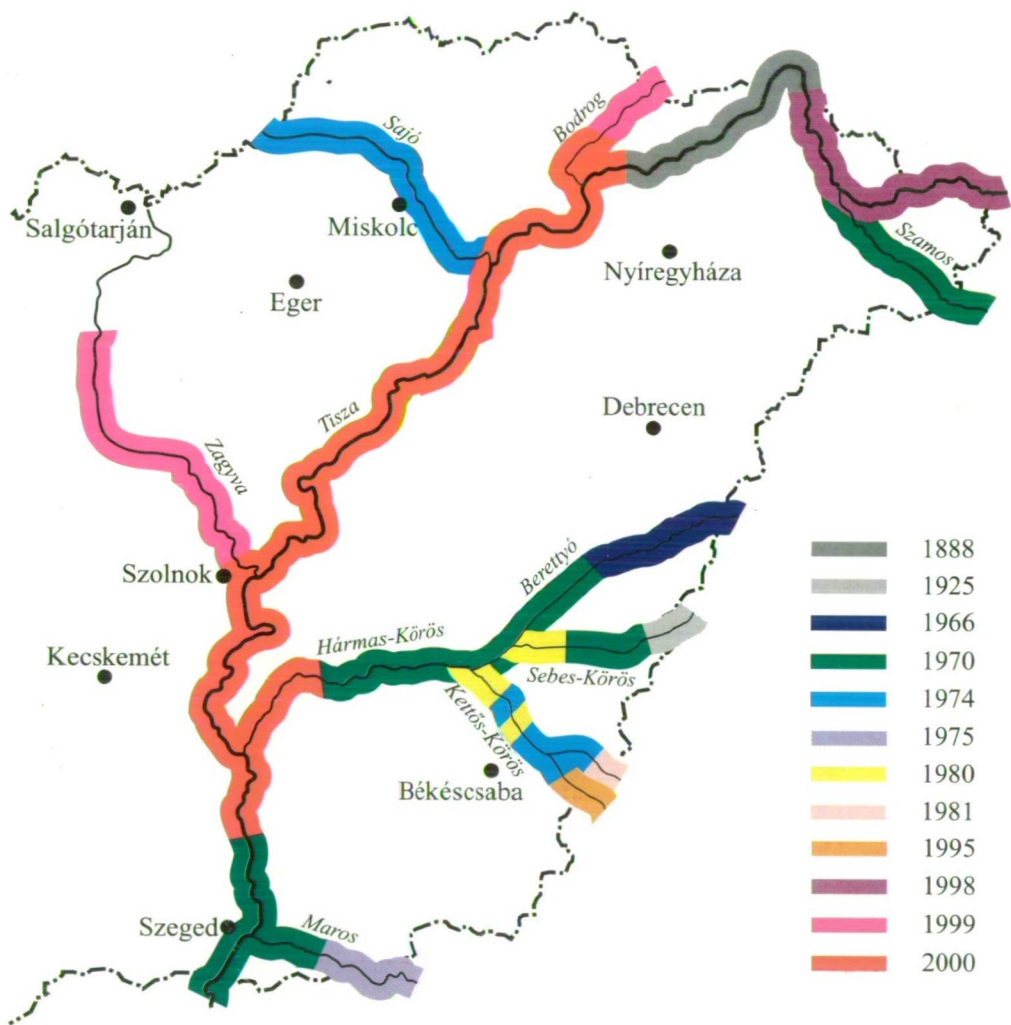 Sajó
Bodrog
Salgótarján
Miskolc
Szamos
Nyíregyháza
Eger
Tisza
Debrecen
Zagyva
Szolnok
Berettyó
Hármas-Körös
Kecskemét
Sebes-Körös
Kettős-Körös
Békéscsaba
Szeged
Maros
1888
1925
1966
1970
1974
1975
1980
1981
1995
1998
1999
2000